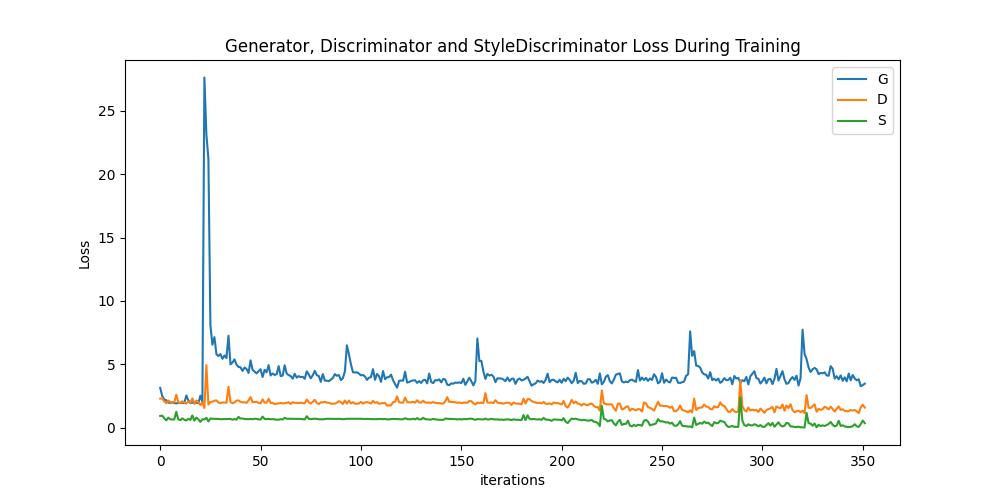 Generator, Discriminator and StyleDiscriminator Loss During Training
G
D
S
25
20
15
10
5
0
Loss
0 50 100 150 200 250 300 350
iterations